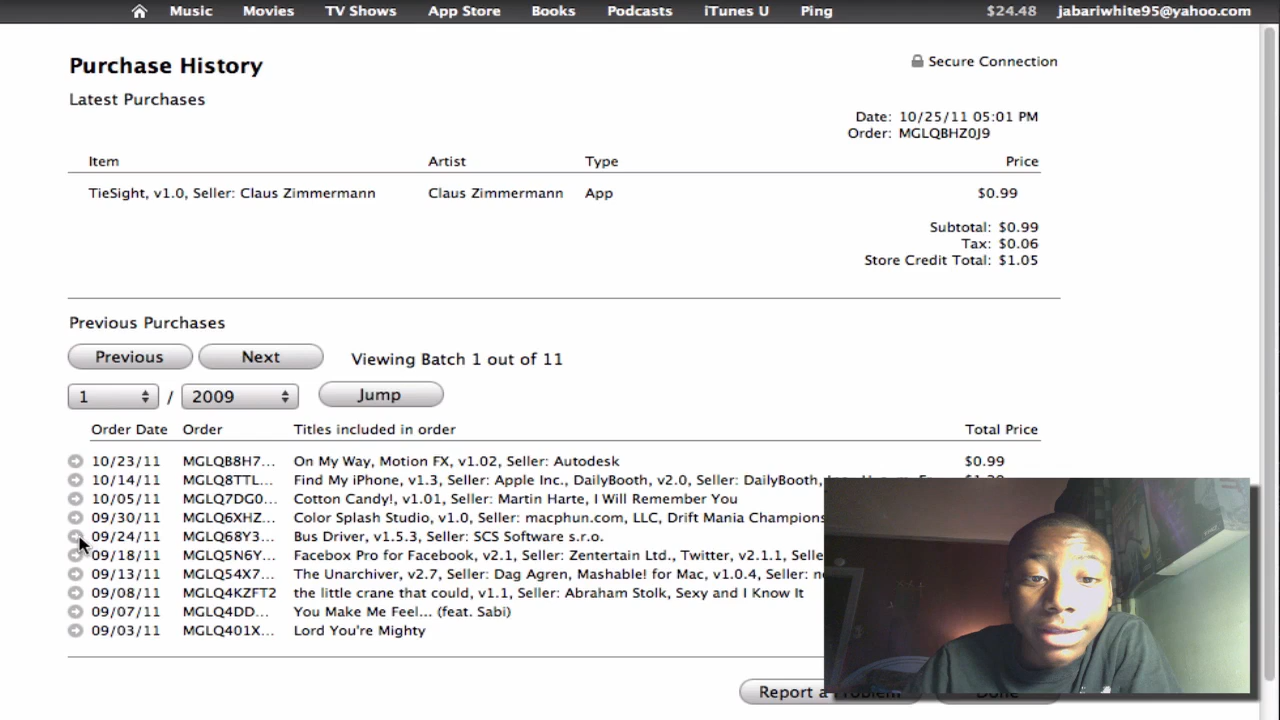 Music Movies TV Shows App Store Books Podcasts iTunes U Ping $24.48 jabariwhite95@yahoo.com
Purchase History
Secure Connection
Latest Purchases
Date: 10/25/11 05:01 PM
Order: MGLQBHZ0J9
Item Artist Type Price
TieSight, v1.0, Seller: Claus Zimmermann Claus Zimmermann App $0.99
Subtotal: $0.99
Tax: $0.06
Store Credit Total: $1.05
Previous Purchases
Previous Next Viewing Batch 1 out of 11
1 / 2009 Jump
Order Date Order Titles included in order Total Price
10/23/11 MGLQB8H7... On My Way, Motion FX, v1.02, Seller: Autodesk $0.99
10/14/11 MGLQ8TTL... Find My iPhone, v1.3, Seller: Apple Inc., DailyBooth, v2.0, Seller: DailyBooth,
10/05/11 MGLQ7DG0... Cotton Candy!, v1.01, Seller: Martin Harte, I Will Remember You
09/30/11 MGLQ6XHZ... Color Splash Studio, v1.0, Seller: macphun.com, LLC, Drift Mania Champions
09/24/11 MGLQ68Y3... Bus Driver, v1.5.3, Seller: SCS Software s.r.o.
09/18/11 MGLQ5N6Y... Facebox Pro for Facebook, v2.1, Seller: Zentertain Ltd., Twitter, v2.1.1, Selle
09/13/11 MGLQ54X7... The Unarchiver, v2.7, Seller: Dag Agren, Mashable! for Mac, v1.0.4, Seller:
09/08/11 MGLQ4KZFT2 the little crane that could, v1.1, Seller: Abraham Stolk, Sexy and I Know It
09/07/11 MGLQ4DD... You Make Me Feel... (feat. Sabi)
09/03/11 MGLQ401X... Lord You're Mighty
Report a Problem Done